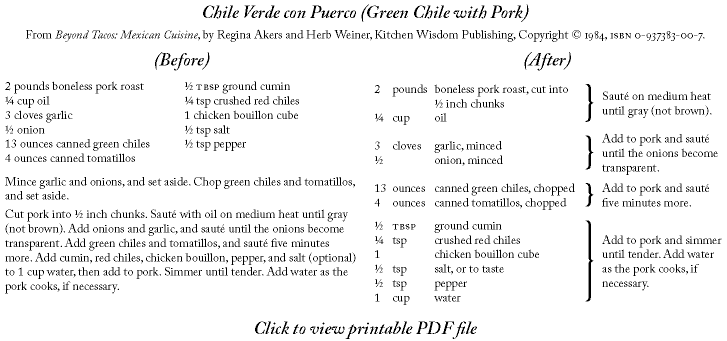 Chile Verde con Puerco (Green Chile with Pork)
From Beyond Tacos: Mexican Cuisine, by Regina Akers and Herb Weiner, Kitchen Wisdom Publishing, Copyright © 1984, ISBN 0-937383-00-7.
(Before)
2 pounds boneless pork roast
¼ cup oil
3 cloves garlic
½ onion
13 ounces canned green chiles
4 ounces canned tomatillos
½ TBSP ground cumin
¼ tsp crushed red chiles
1 chicken bouillon cube
½ tsp salt
½ tsp pepper
Mince garlic and onions, and set aside. Chop green chiles and tomatillos,
and set aside.
Cut pork into ½ inch chunks. Sauté with oil on medium heat until gray
(not brown). Add onions and garlic, and sauté until the onions become
transparent. Add green chiles and tomatillos, and sauté five minutes
more. Add cumin, red chiles, chicken bouillon, pepper, and salt (optional)
to 1 cup water, then add to pork. Simmer until tender. Add water as the
pork cooks, if necessary.
(After)
2 pounds boneless pork roast, cut into
½ inch chunks
¼ cup oil
Sauté on medium heat
until gray (not brown).
3 cloves garlic, minced
½ onion, minced
Add to pork and sauté
until the onions become
transparent.
13 ounces canned green chiles, chopped
4 ounces canned tomatillos, chopped
Add to pork and sauté
five minutes more.
½ TBSP ground cumin
¼ tsp crushed red chiles
1 chicken bouillon cube
½ tsp salt, or to taste
½ tsp pepper
1 cup water
Add to pork and simmer
until tender. Add water
as the pork cooks, if
necessary.
Click to view printable PDF file